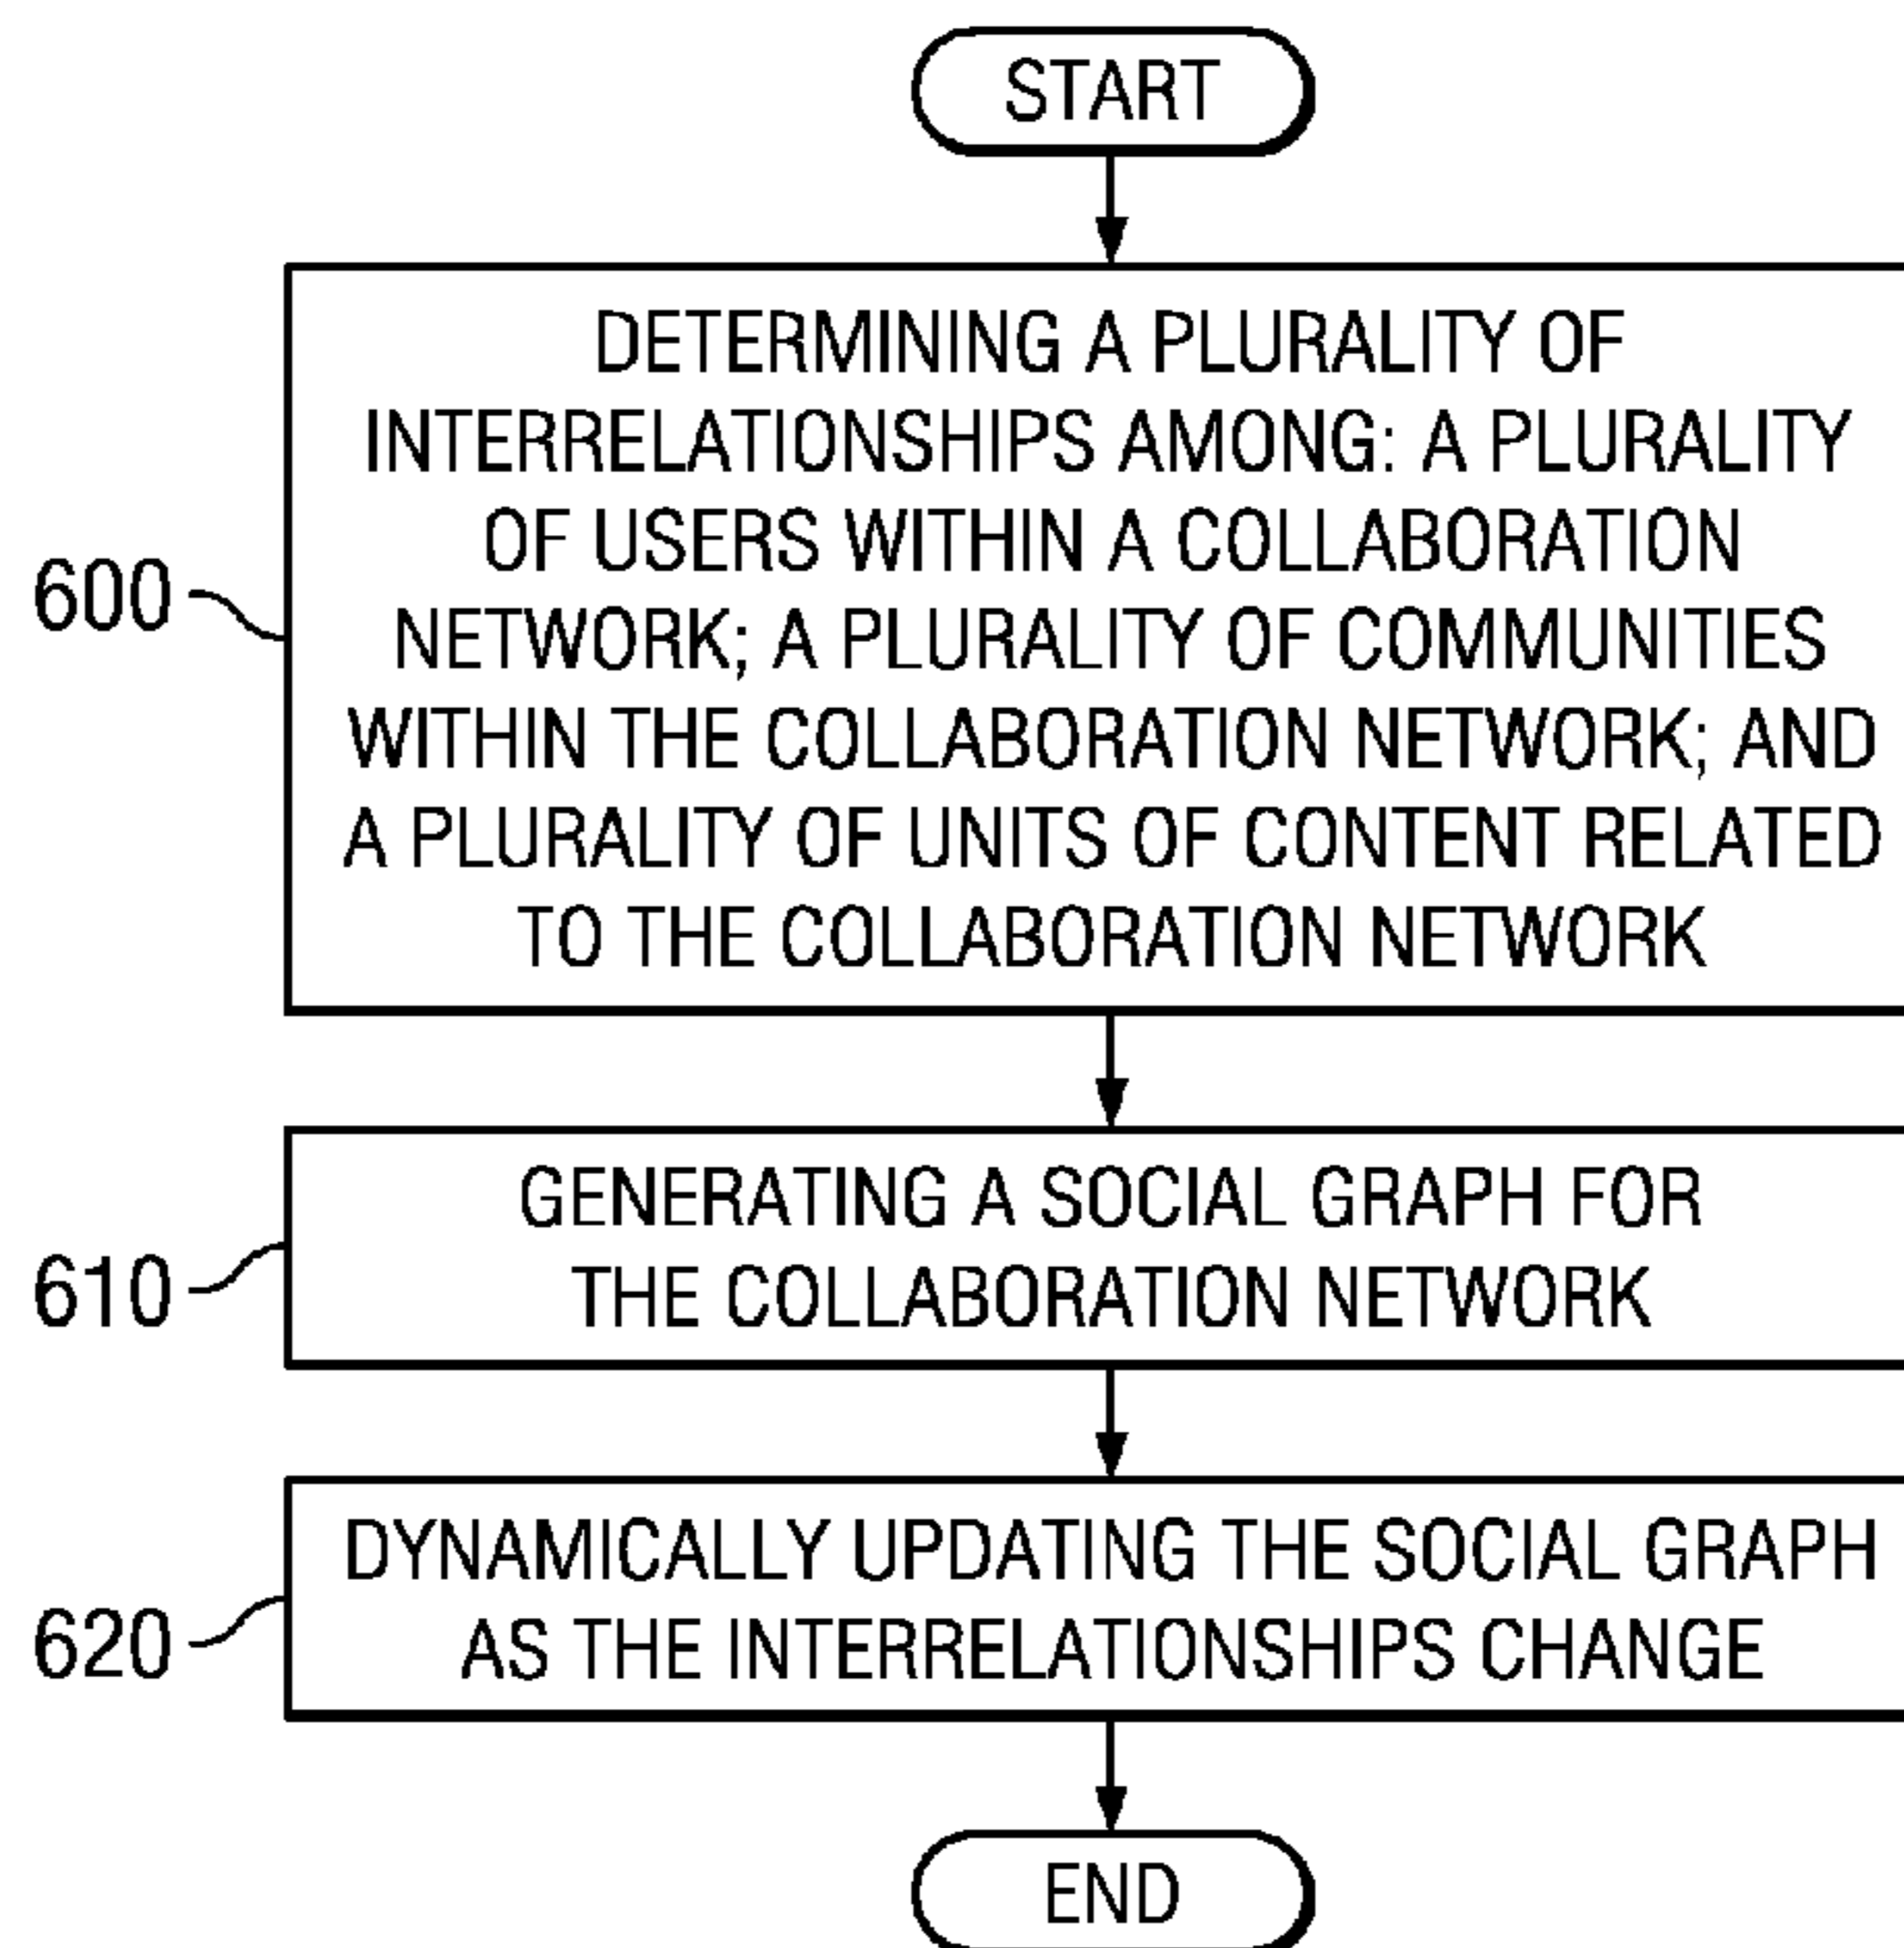 START
DETERMINING A PLURALITY OF
INTERRELATIONSHIPS AMONG: A PLURALITY
OF USERS WITHIN A COLLABORATION
NETWORK; A PLURALITY OF COMMUNITIES
WITHIN THE COLLABORATION NETWORK; AND
A PLURALITY OF UNITS OF CONTENT RELATED
TO THE COLLABORATION NETWORK
600
GENERATING A SOCIAL GRAPH FOR
THE COLLABORATION NETWORK
610
DYNAMICALLY UPDATING THE SOCIAL GRAPH
AS THE INTERRELATIONSHIPS CHANGE
620
END